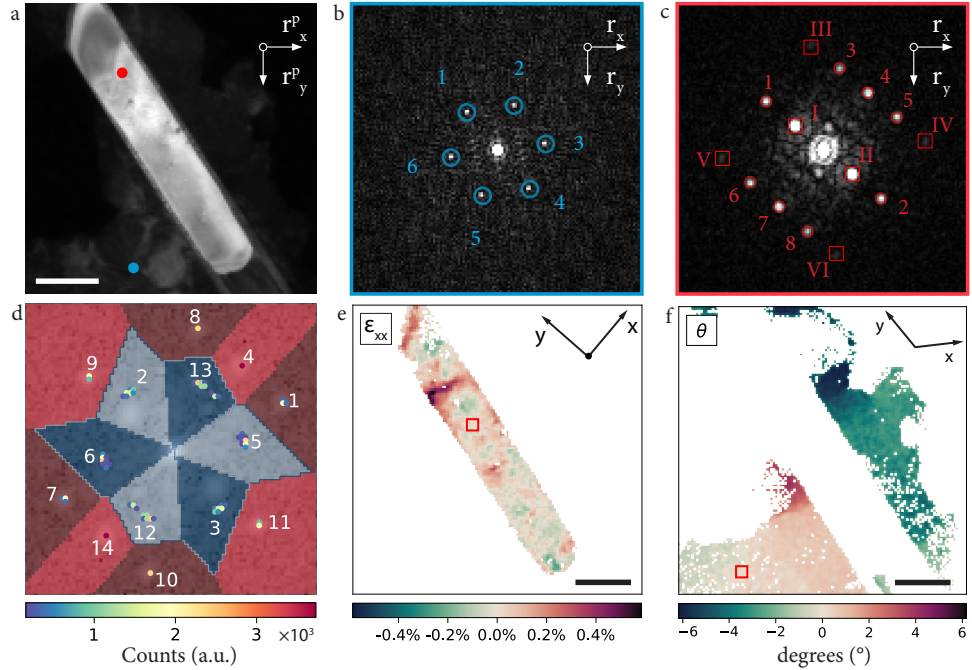 a
r^p_x
r^p_y
b
r_x
r_y
1
2
3
4
5
6
c
r_x
r_y
III
3
4
1
I
5
IV
V
II
6
2
7
8
VI
d
8
13
4
9
2
1
5
6
7
3
12
11
14
10
1
2
3
×10³
Counts (a.u.)
e
ε_xx
y
x
-0.4%
-0.2%
0.0%
0.2%
0.4%
f
θ
y
x
−6
−4
−2
0
2
4
6
degrees (°)